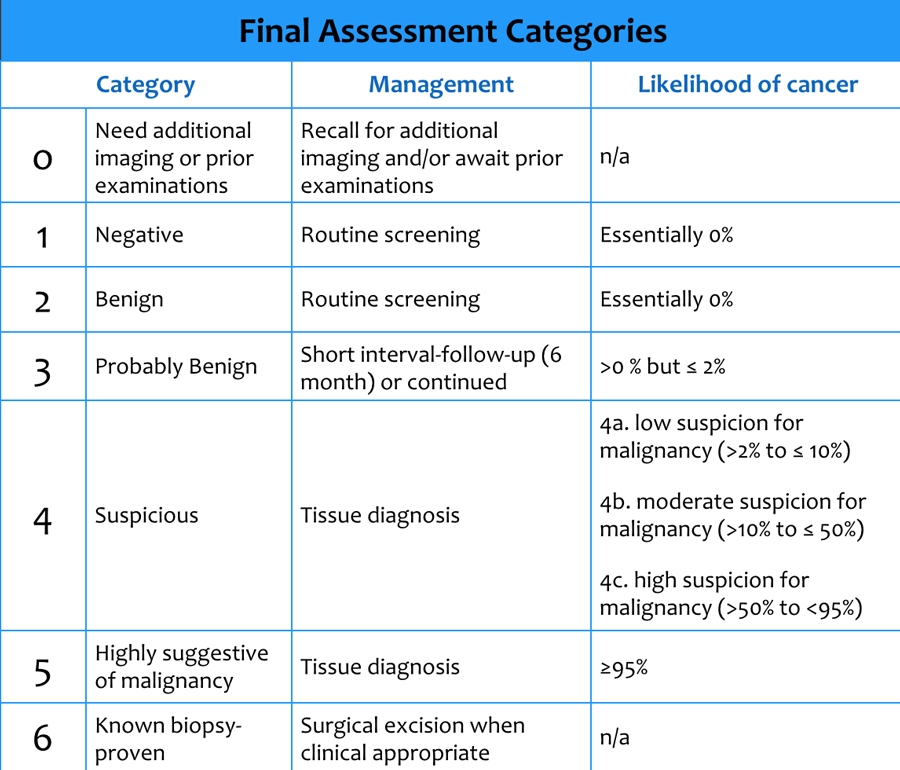 Final Assessment Categories
Category Management Likelihood of cancer
0
Need additional
imaging or prior
examinations
Recall for additional
imaging and/or await prior
examinations
n/a
1
Negative
Routine screening
Essentially 0%
2
Benign
Routine screening
Essentially 0%
3
Probably Benign
Short interval-follow-up (6
month) or continued
>0 % but ≤ 2%
4
Suspicious
Tissue diagnosis
4a. low suspicion for
malignancy (>2% to ≤ 10%)
4b. moderate suspicion for
malignancy (>10% to ≤ 50%)
4c. high suspicion for
malignancy (>50% to <95%)
5
Highly suggestive
of malignancy
Tissue diagnosis
≥95%
6
Known biopsy-
proven
Surgical excision when
clinical appropriate
n/a